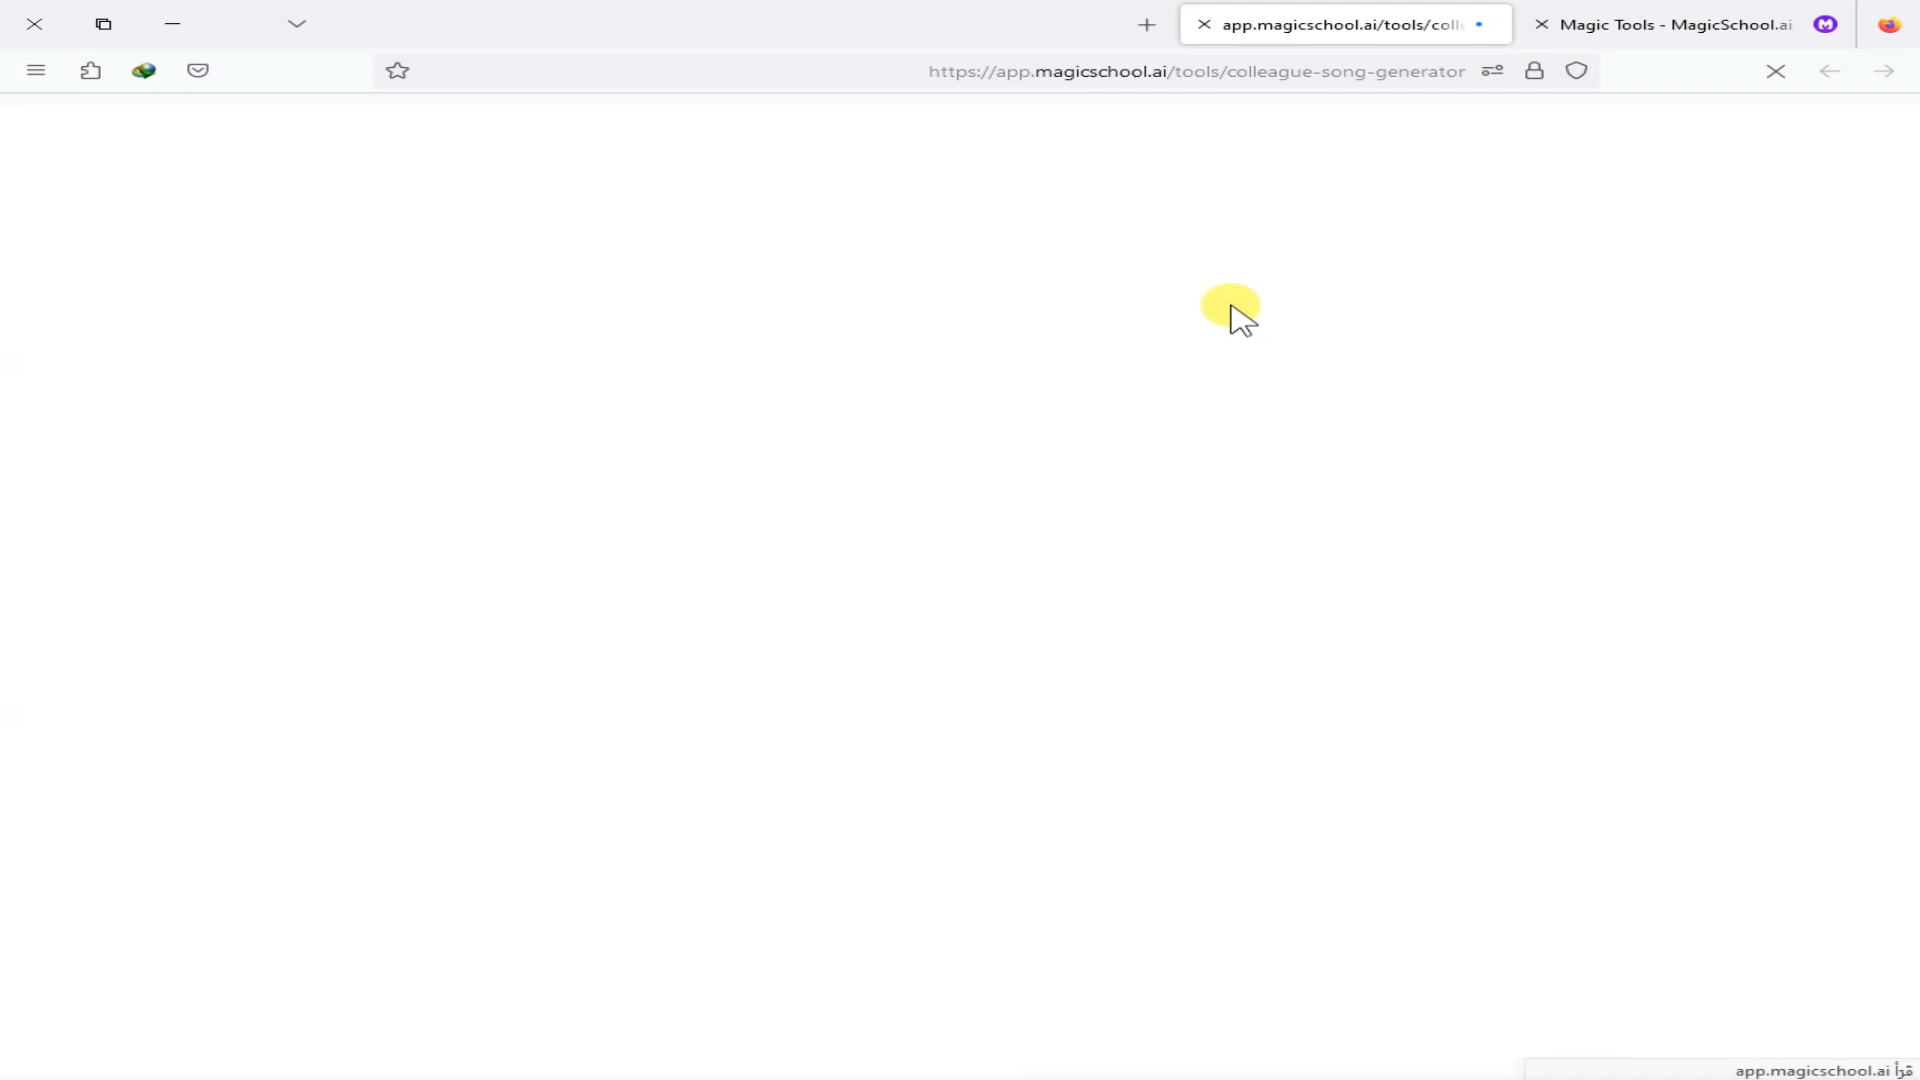 app.magicschool.ai/tools/coll
Magic Tools - MagicSchool.ai
https://app.magicschool.ai/tools/colleague-song-generator
قرأ app.magicschool.ai